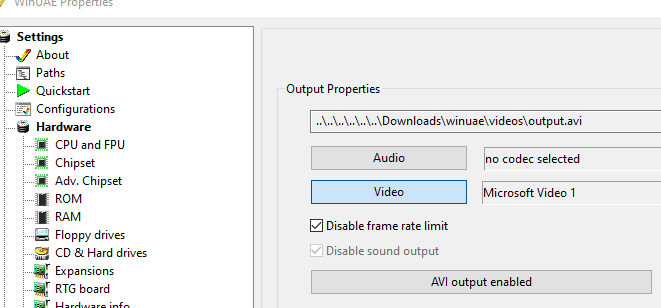 WinUAE Properties
Settings
About
Paths
Quickstart
Configurations
Hardware
CPU and FPU
Chipset
Adv. Chipset
ROM
RAM
Floppy drives
CD & Hard drives
Expansions
RTG board
Hardware info
Output Properties
..\..\..\..\..\..\Downloads\winuae\videos\output.avi
Audio
no codec selected
Video
Microsoft Video 1
Disable frame rate limit
Disable sound output
AVI output enabled